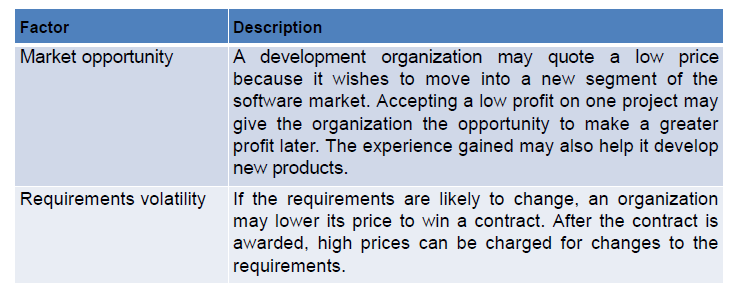 Factor
Description
Market opportunity
A development organization may quote a low price
because it wishes to move into a new segment of the
software market. Accepting a low profit on one project may
give the organization the opportunity to make a greater
profit later. The experience gained may also help it develop
new products.
Requirements volatility
If the requirements are likely to change, an organization
may lower its price to win a contract. After the contract is
awarded, high prices can be charged for changes to the
requirements.